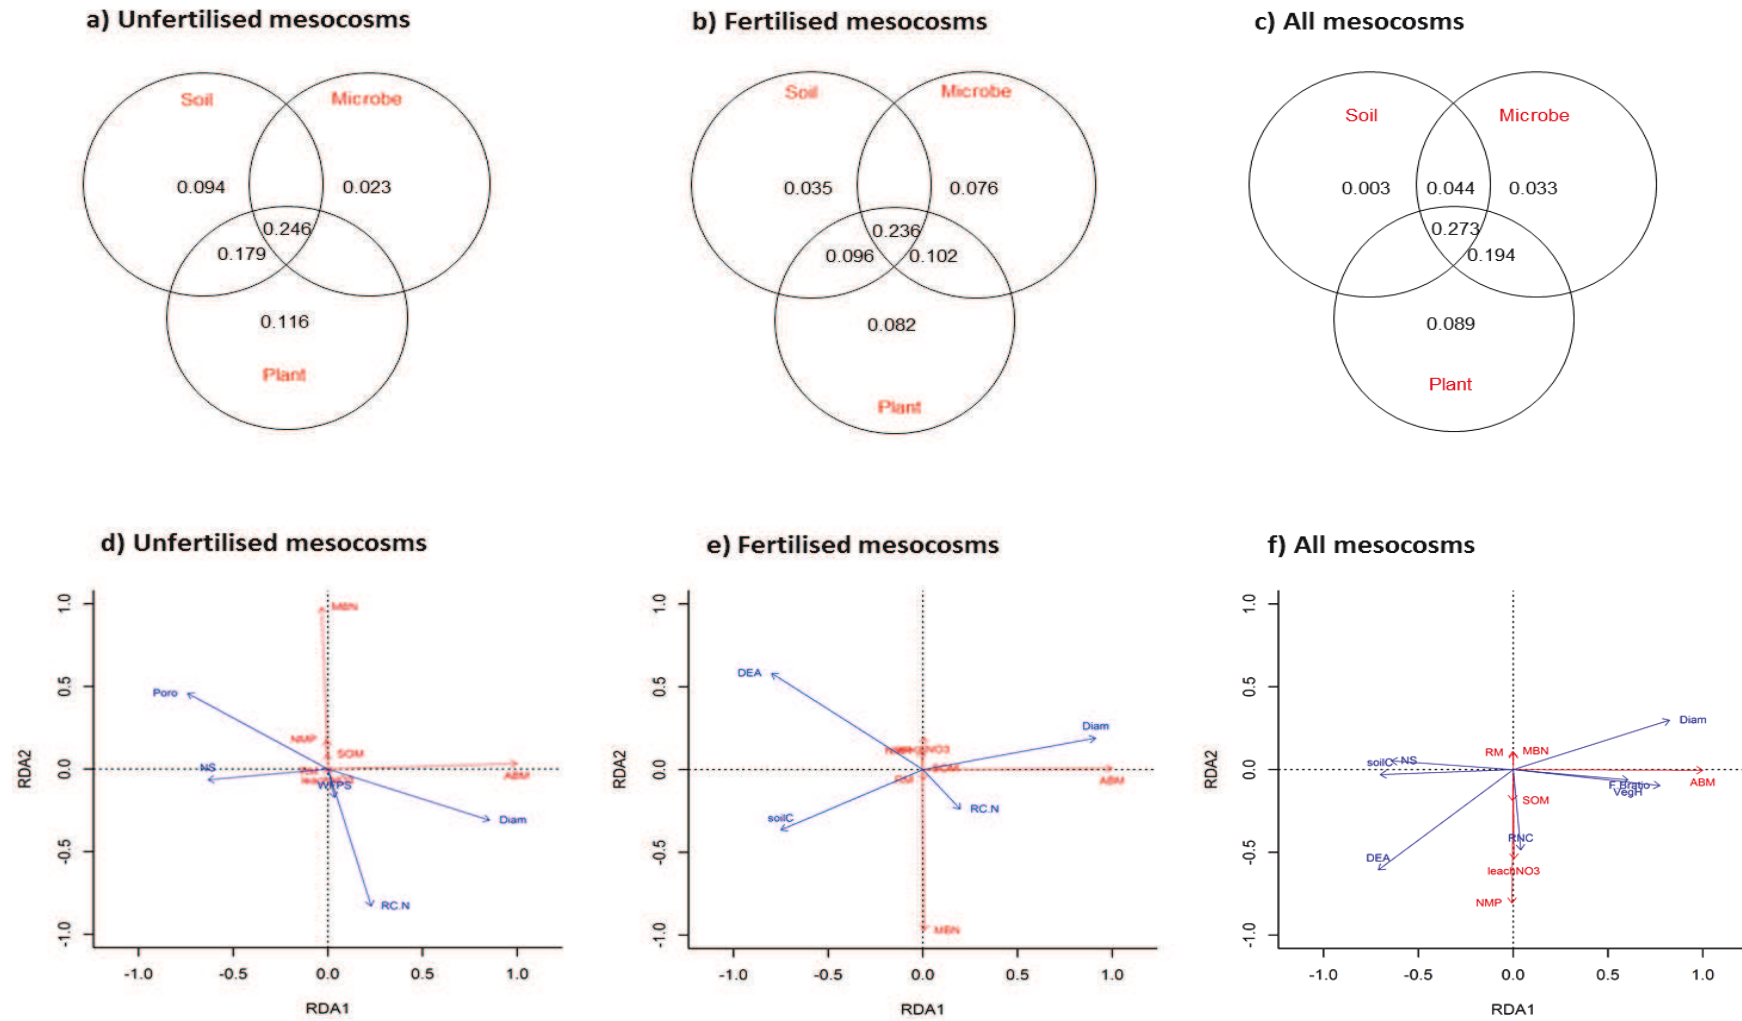 a) Unfertilised mesocosms
b) Fertilised mesocosms
c) All mesocosms
Soil
Microbe
0.094
0.023
0.246
0.179
0.116
Plant
Soil
Microbe
0.035
0.076
0.236
0.096
0.102
0.082
Plant
Soil
Microbe
0.003
0.044
0.033
0.273
0.194
0.089
Plant
d) Unfertilised mesocosms
e) Fertilised mesocosms
f) All mesocosms
RDA2
1.0
0.5
0.0
-0.5
-1.0
MBN
Poro
NMP
SOM
NS
ABM
WFPS
Diam
RC.N
-1.0
-0.5
0.0
0.5
1.0
RDA1
RDA2
1.0
0.5
0.0
-0.5
-1.0
DEA
Diam
SOM
RM
ABM
RC.N
soilC
MBN
-1.0
-0.5
0.0
0.5
1.0
RDA1
RDA2
1.0
0.5
0.0
-0.5
-1.0
Diam
RM
MBN
soilC
NS
ABM
F.Bratio
VegH
SOM
RNC
DEA
leachNO3
NMP
-1.0
-0.5
0.0
0.5
1.0
RDA1